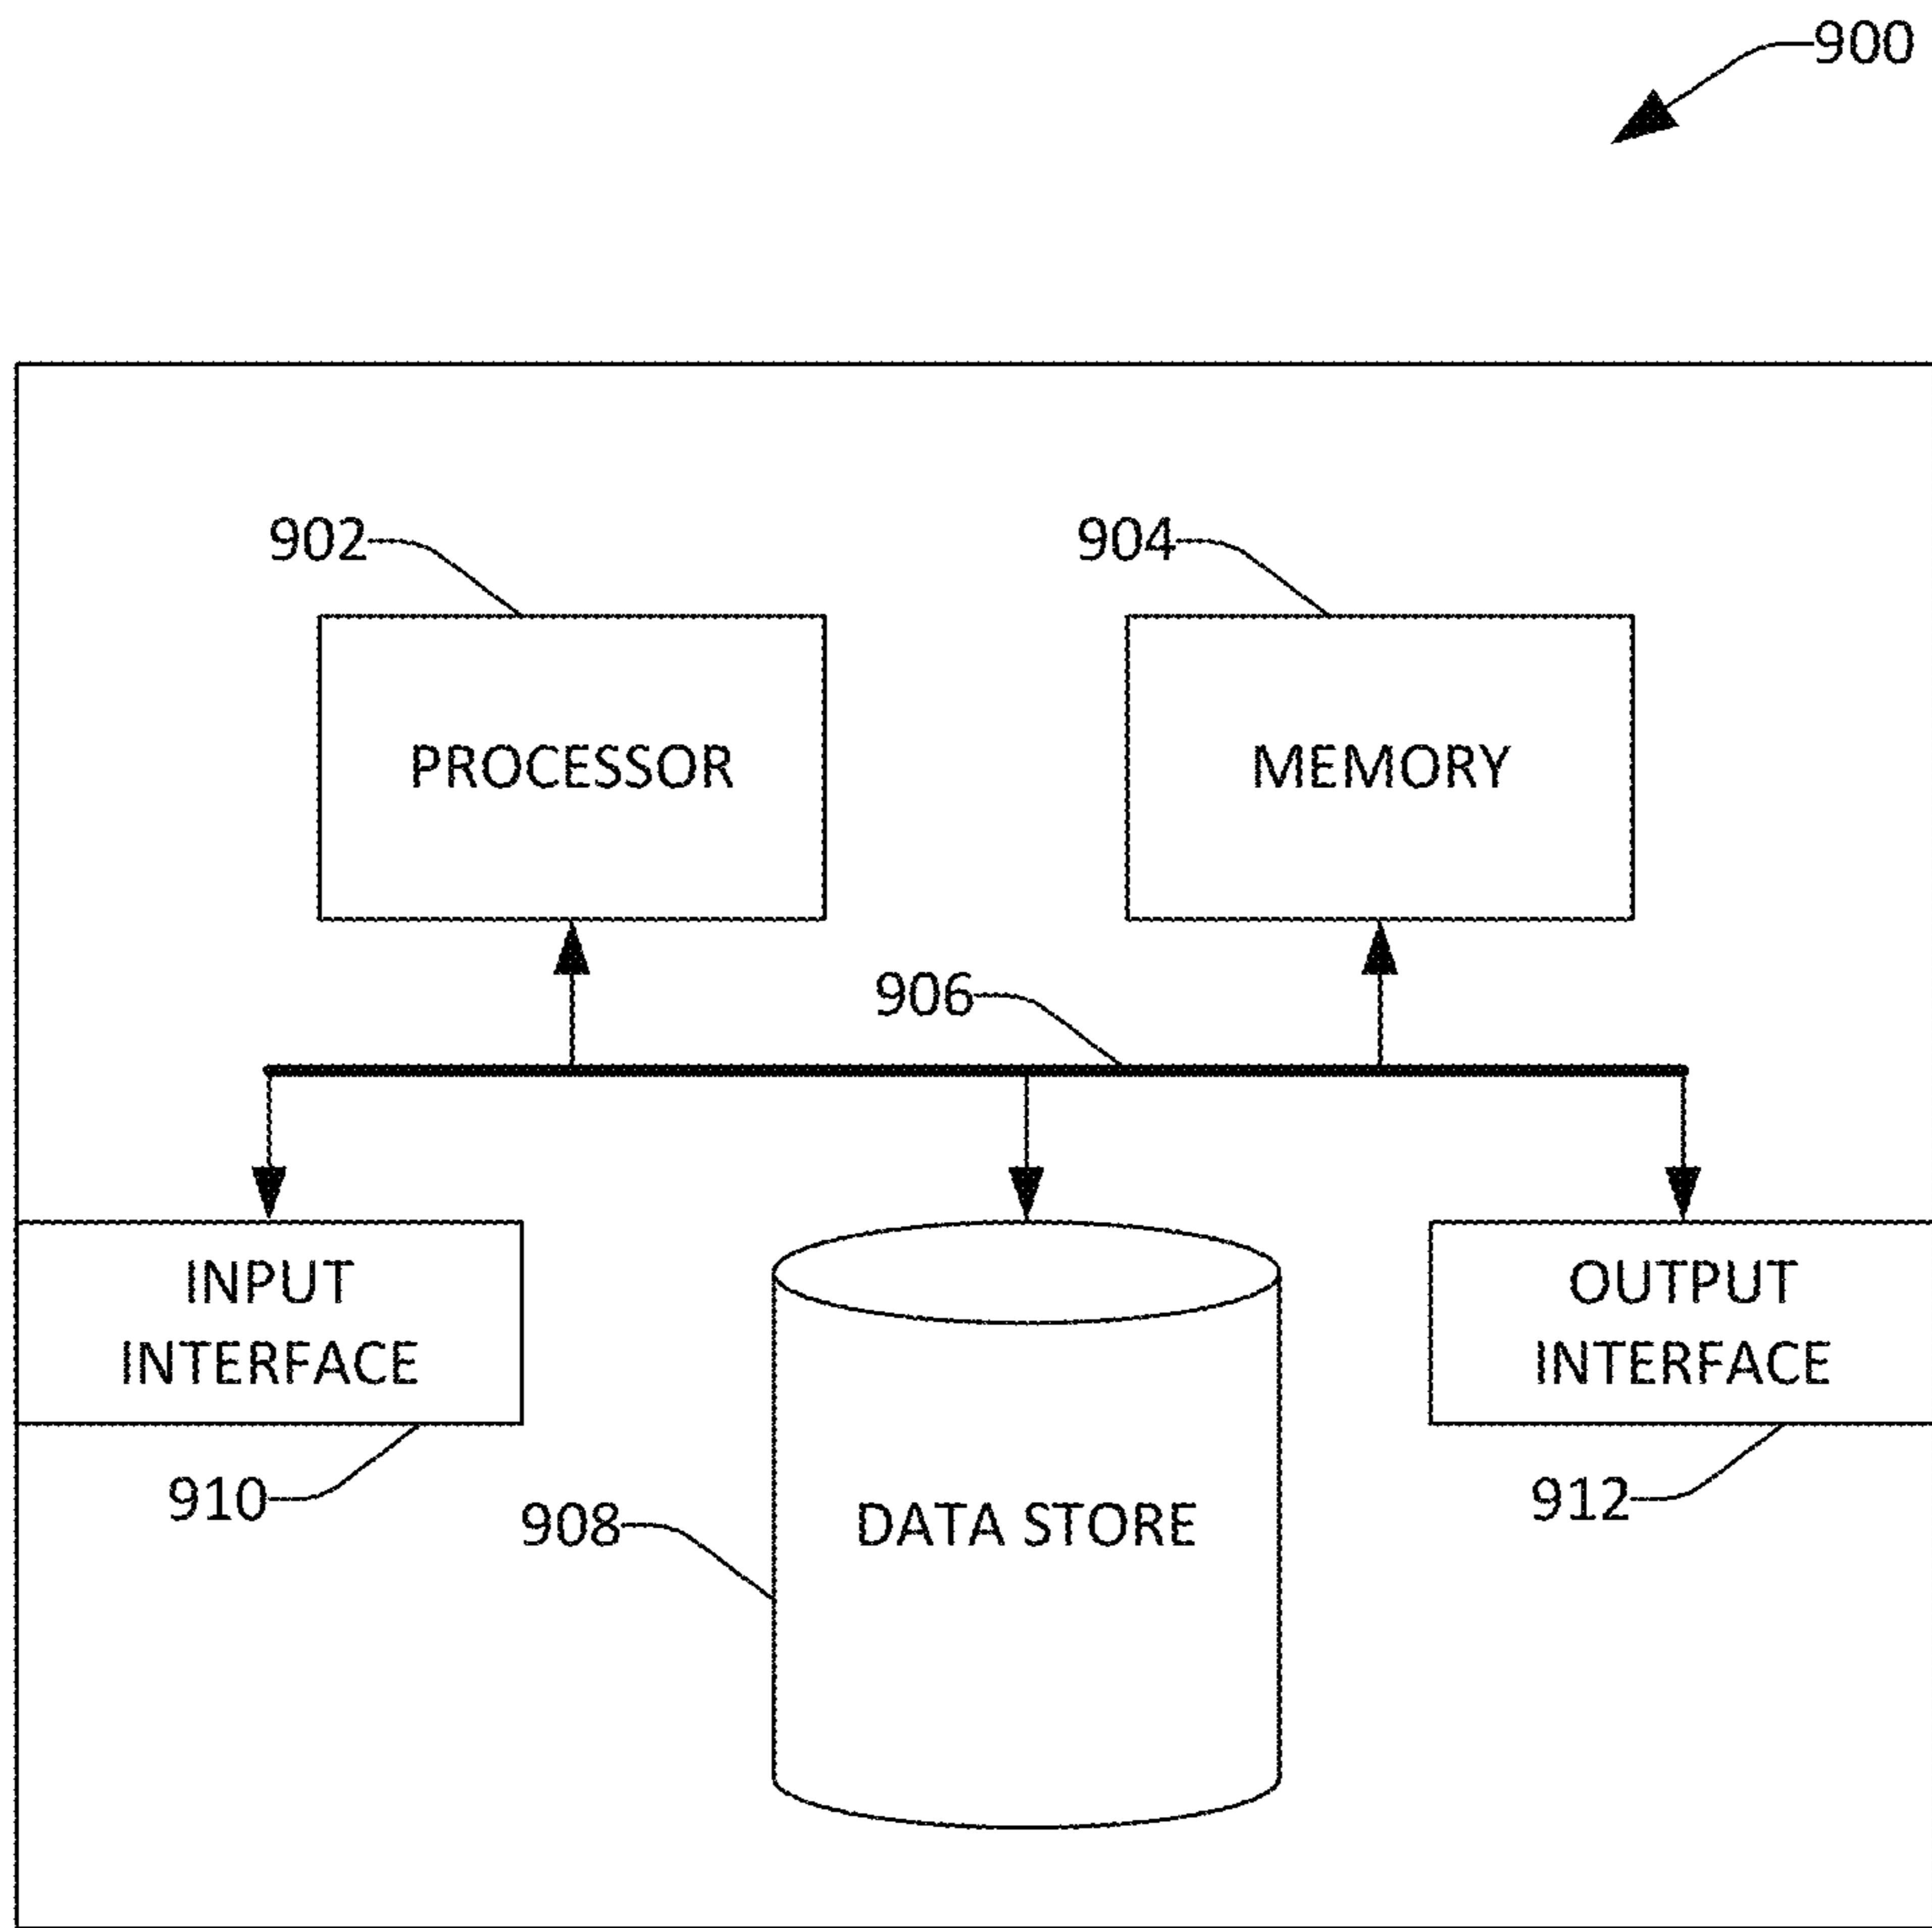 900
902
904
PROCESSOR
MEMORY
906
INPUT
INTERFACE
OUTPUT
INTERFACE
910
908
DATA STORE
912